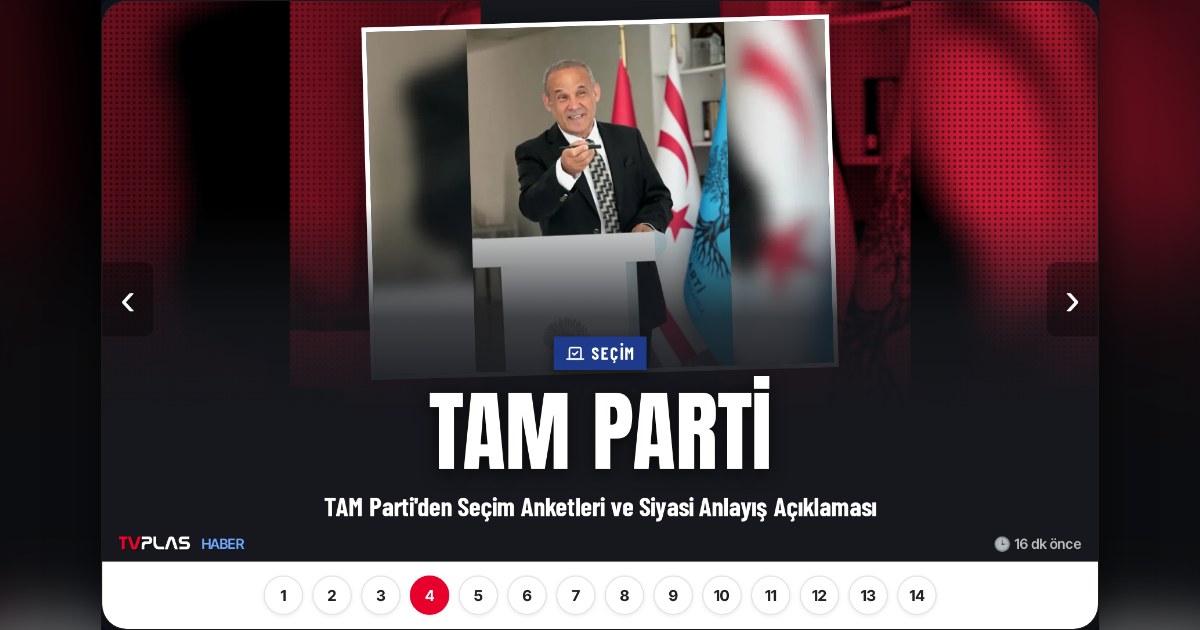 SEÇİM
TAM PARTİ
TAM Parti'den Seçim Anketleri ve Siyasi Anlayış Açıklaması
TVPLAS HABER
16 dk önce
1 2 3 4 5 6 7 8 9 10 11 12 13 14